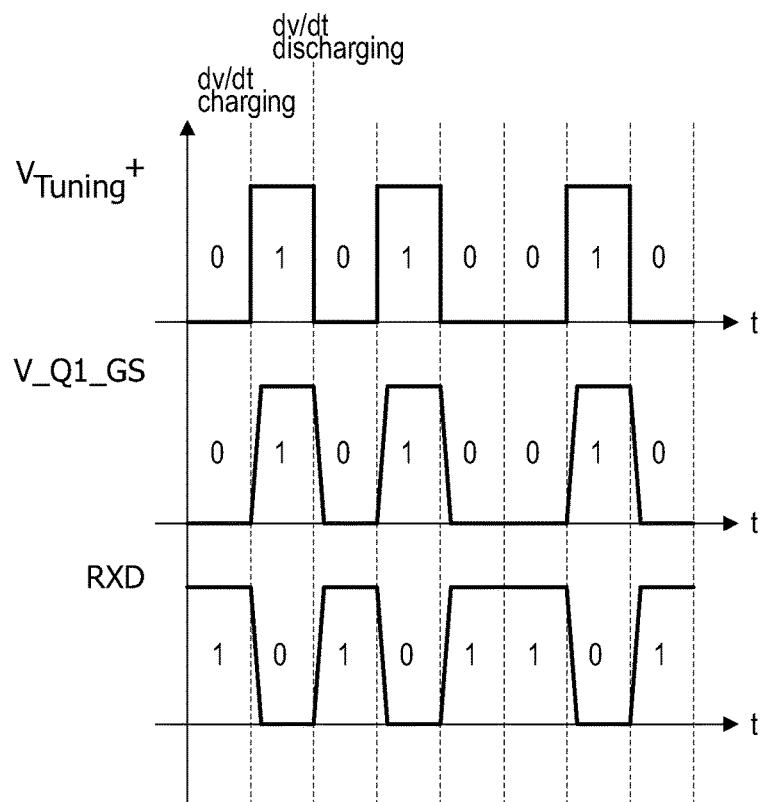 dv/dt
discharging
dv/dt
charging
VTuning+
0 1 0 1 0 0 1 0
t
V_Q1_GS
0 1 0 1 0 0 1 0
t
RXD
1 0 1 0 1 1 0 1
t